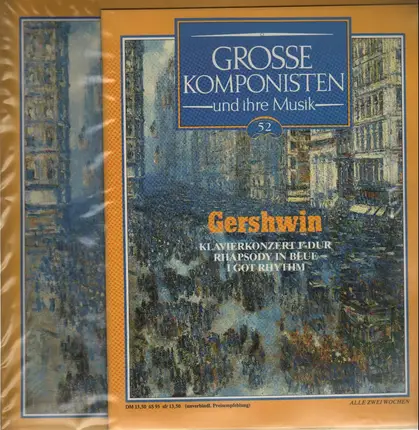 GROSSE
KOMPONISTEN
und ihre Musik
52
Gershwin
KLAVIERKONZERT F-DUR
RHAPSODY IN BLUE
I GOT RHYTHM
ALLE ZWEI WOCHEN